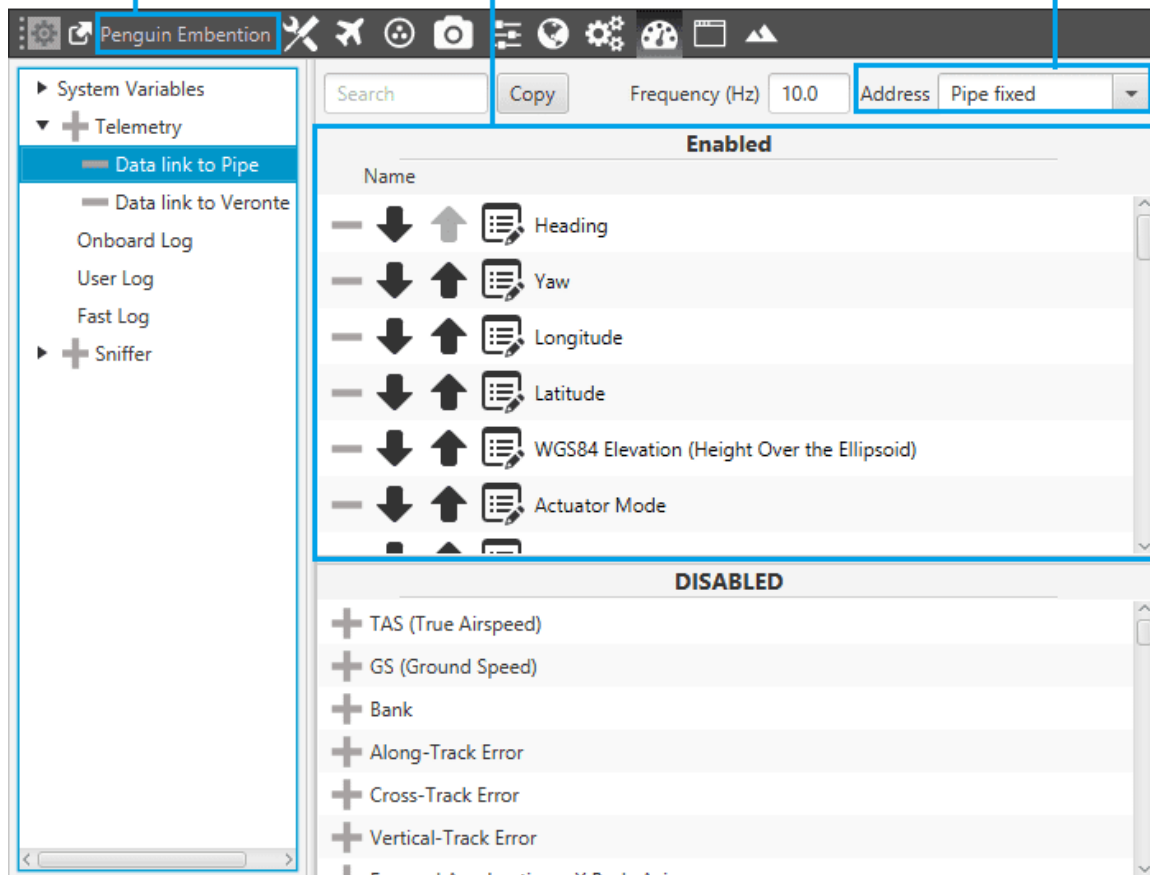 Penguin Embention
System Variables
Telemetry
Data link to Pipe
Data link to Veronte
Onboard Log
User Log
Fast Log
Sniffer
Search Copy Frequency (Hz) 10.0 Address Pipe fixed
Enabled
Name
Heading
Yaw
Longitude
Latitude
WGS84 Elevation (Height Over the Ellipsoid)
Actuator Mode
DISABLED
TAS (True Airspeed)
GS (Ground Speed)
Bank
Along-Track Error
Cross-Track Error
Vertical-Track Error